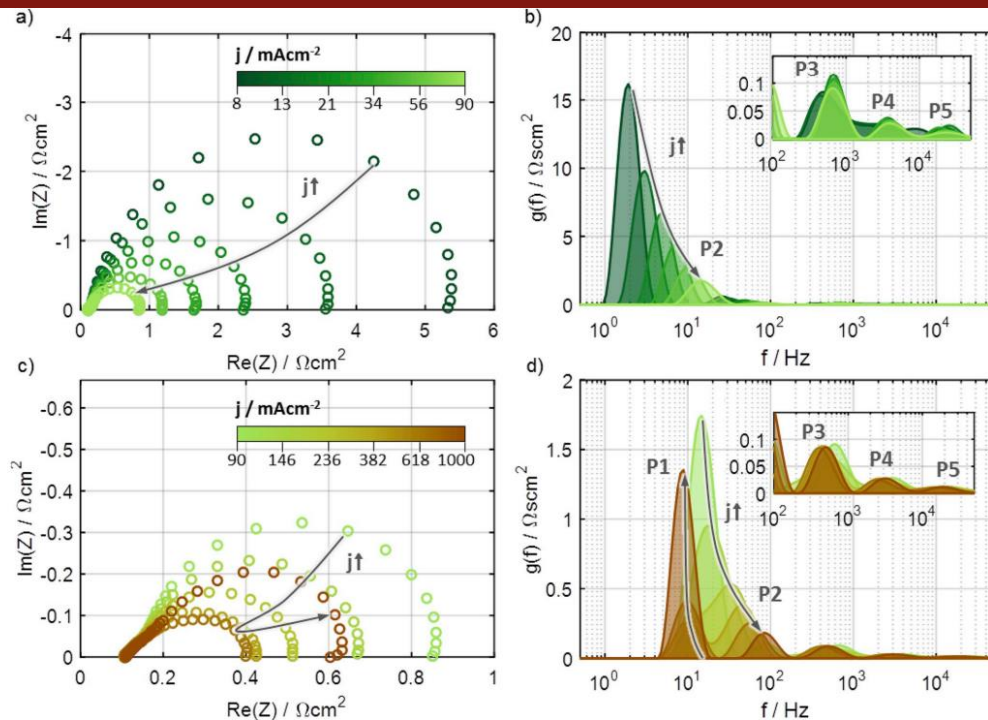 a)
j / mAcm⁻²
8 13 21 34 56 90
j↑
-4
-3
-2
-1
0
Im(Z) / Ωcm²
0 1 2 3 4 5 6
Re(Z) / Ωcm²
b)
20
15
10
5
0
g(f) / Ωscm²
j↑
P2
P3
P4
P5
0.1
0.05
0
10² 10³ 10⁴
10⁰ 10¹ 10² 10³ 10⁴
f / Hz
c)
j / mAcm⁻²
90 146 236 382 618 1000
j↑
-0.6
-0.5
-0.4
-0.3
-0.2
-0.1
0
Im(Z) / Ωcm²
0 0.2 0.4 0.6 0.8 1
Re(Z) / Ωcm²
d)
2
1.5
1
0.5
0
g(f) / Ωscm²
P1
j↑
P2
P3
P4
P5
0.1
0.05
0
10² 10³ 10⁴
10⁰ 10¹ 10² 10³ 10⁴
f / Hz